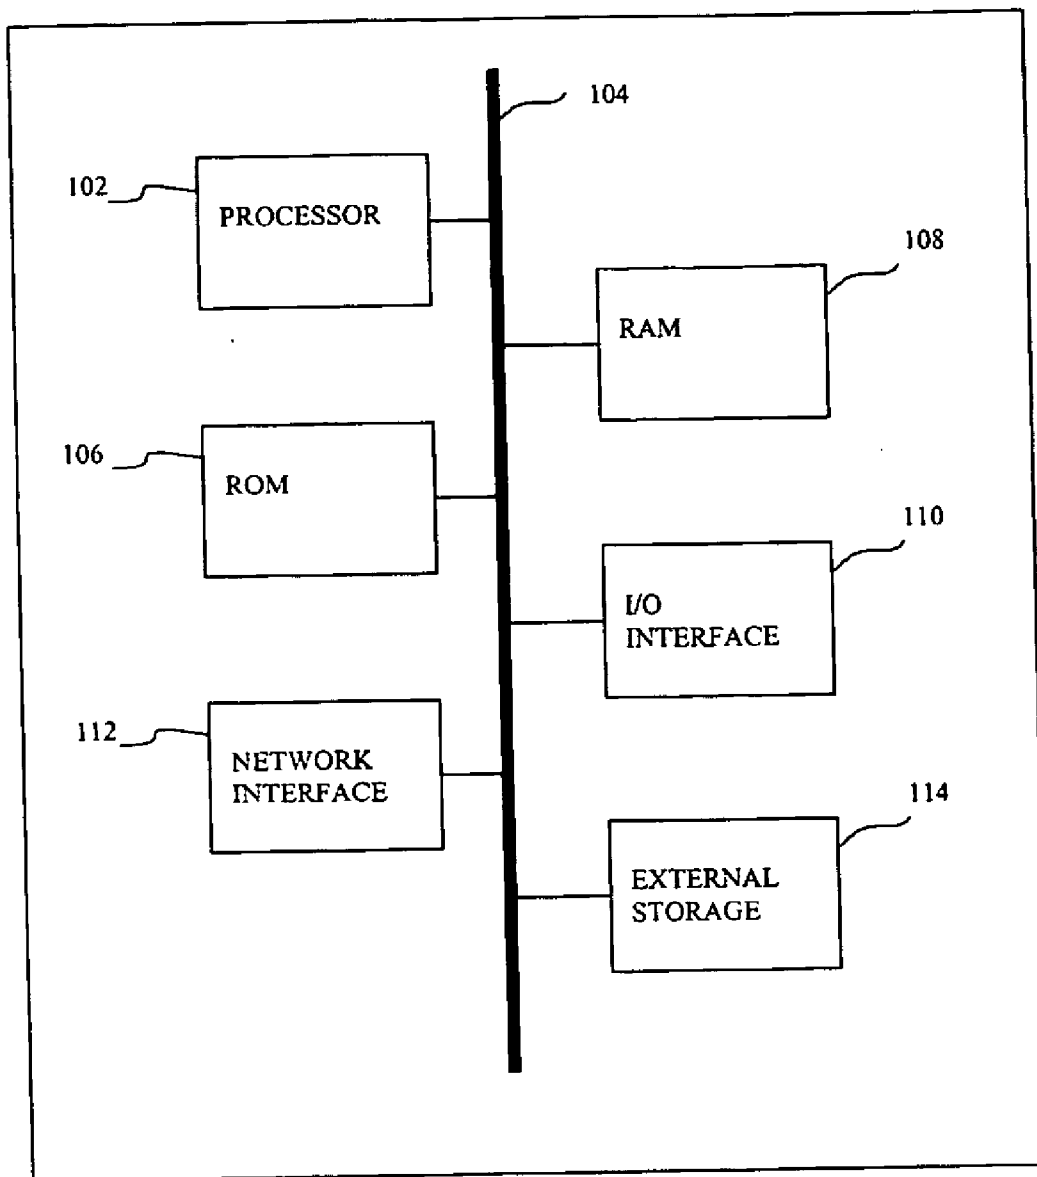 104
102
PROCESSOR
108
RAM
106
ROM
110
I/O
INTERFACE
112
NETWORK
INTERFACE
114
EXTERNAL
STORAGE